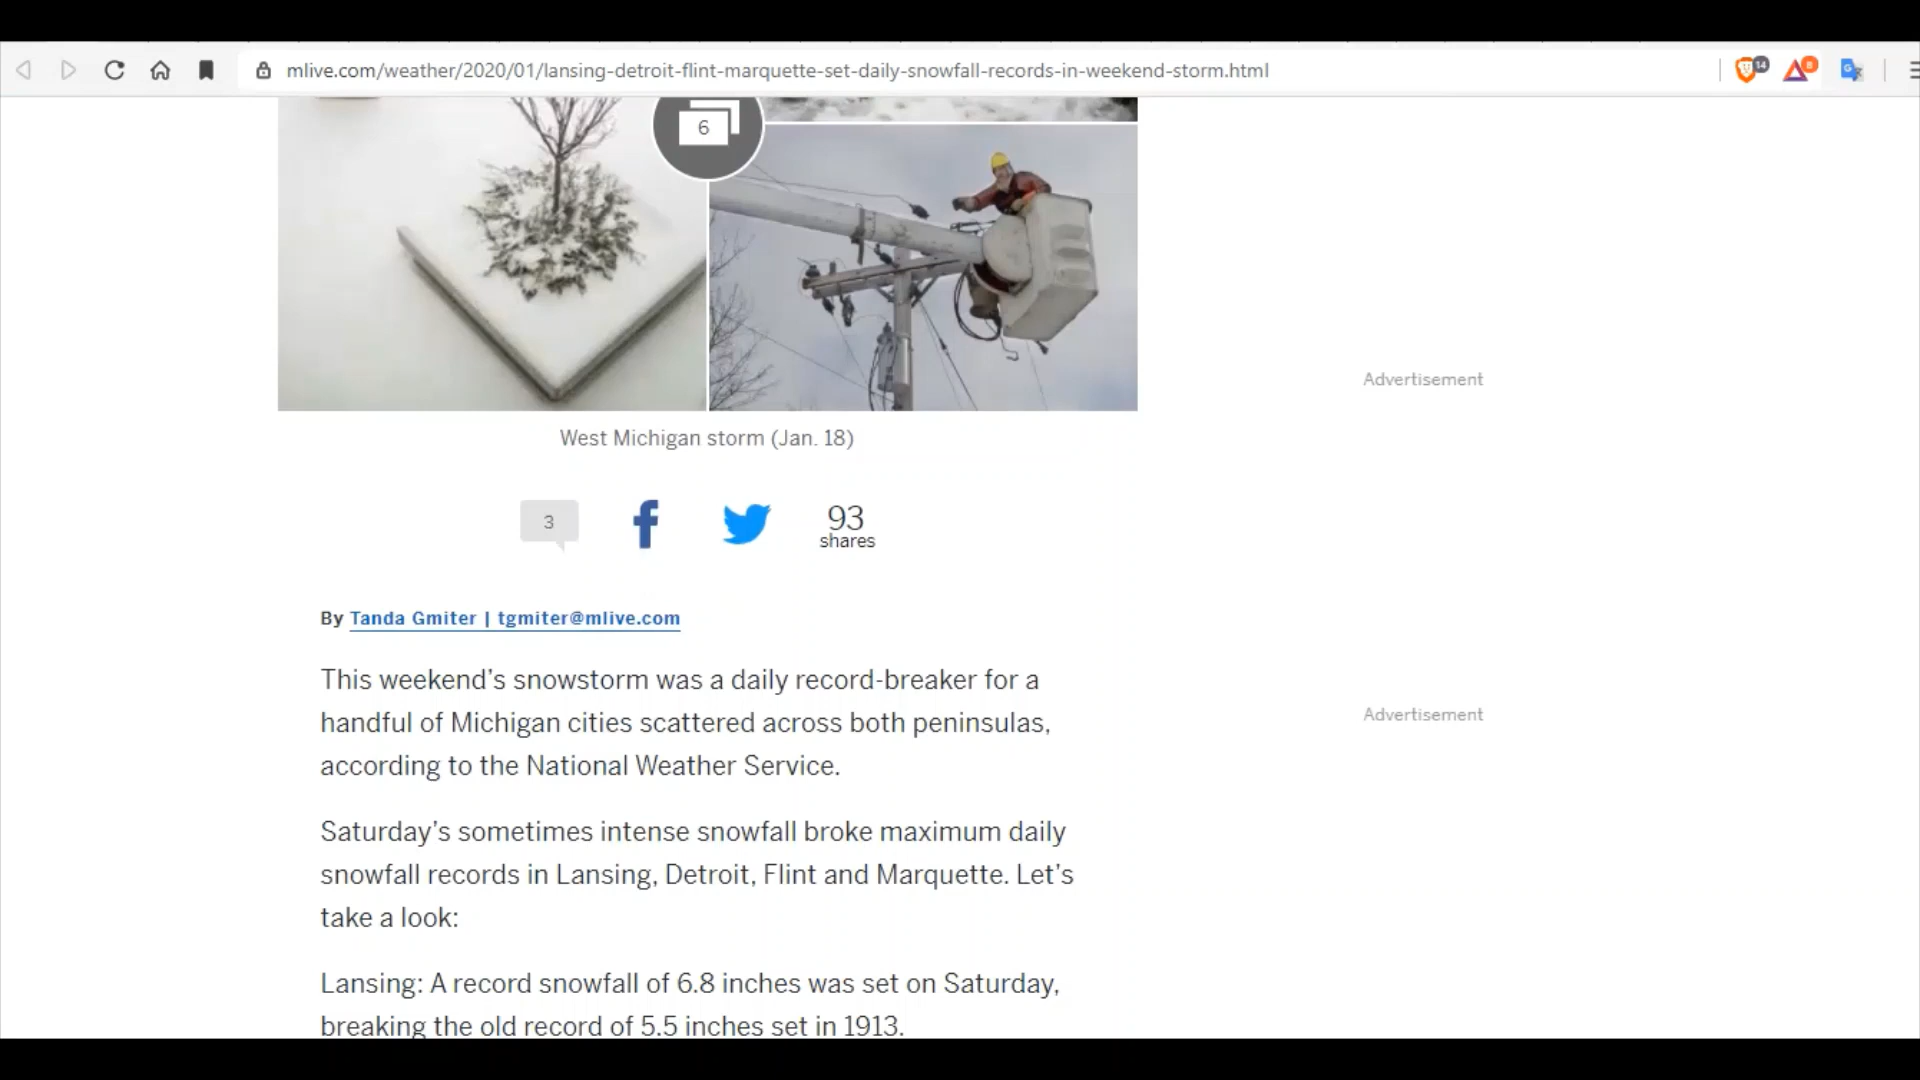 mlive.com/weather/2020/01/lansing-detroit-flint-marquette-set-daily-snowfall-records-in-weekend-storm.html
14
8
6
West Michigan storm (Jan. 18)
3
93
shares
By Tanda Gmiter | tgmiter@mlive.com
This weekend’s snowstorm was a daily record-breaker for a
handful of Michigan cities scattered across both peninsulas,
according to the National Weather Service.
Saturday’s sometimes intense snowfall broke maximum daily
snowfall records in Lansing, Detroit, Flint and Marquette. Let’s
take a look:
Lansing: A record snowfall of 6.8 inches was set on Saturday,
breaking the old record of 5.5 inches set in 1913.
Advertisement
Advertisement